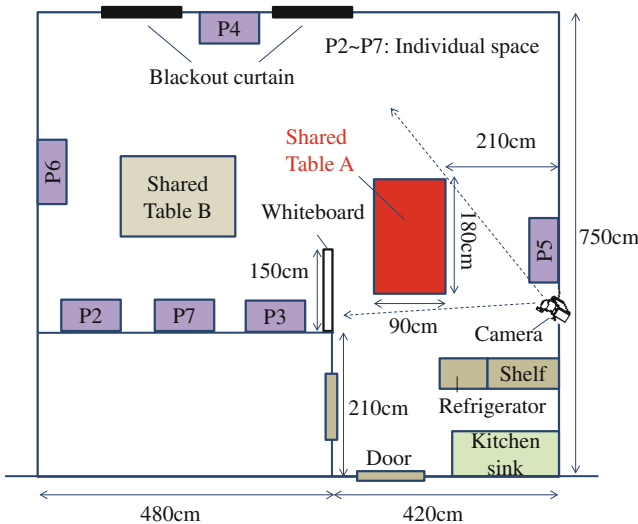 P4
P2~P7: Individual space
Blackout curtain
Shared
Table A
210cm
P6
Shared
Table B
Whiteboard
180cm
P5
750cm
150cm
P2
P7
P3
90cm
Camera
Shelf
Refrigerator
210cm
Kitchen
sink
Door
480cm
420cm